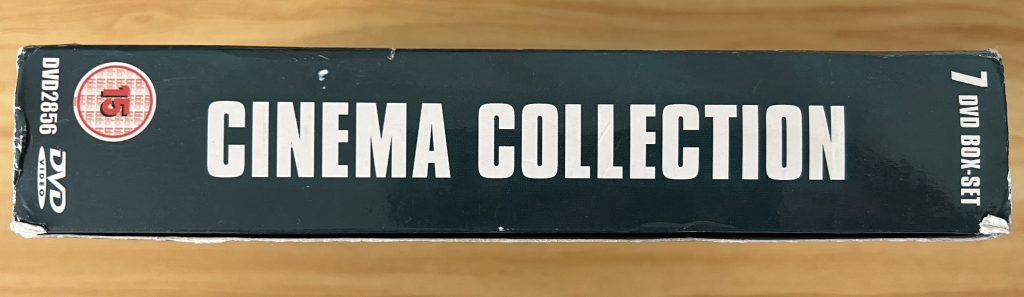 DVD2856
15
DVD
VIDEO
CINEMA COLLECTION
7 DVD BOX-SET